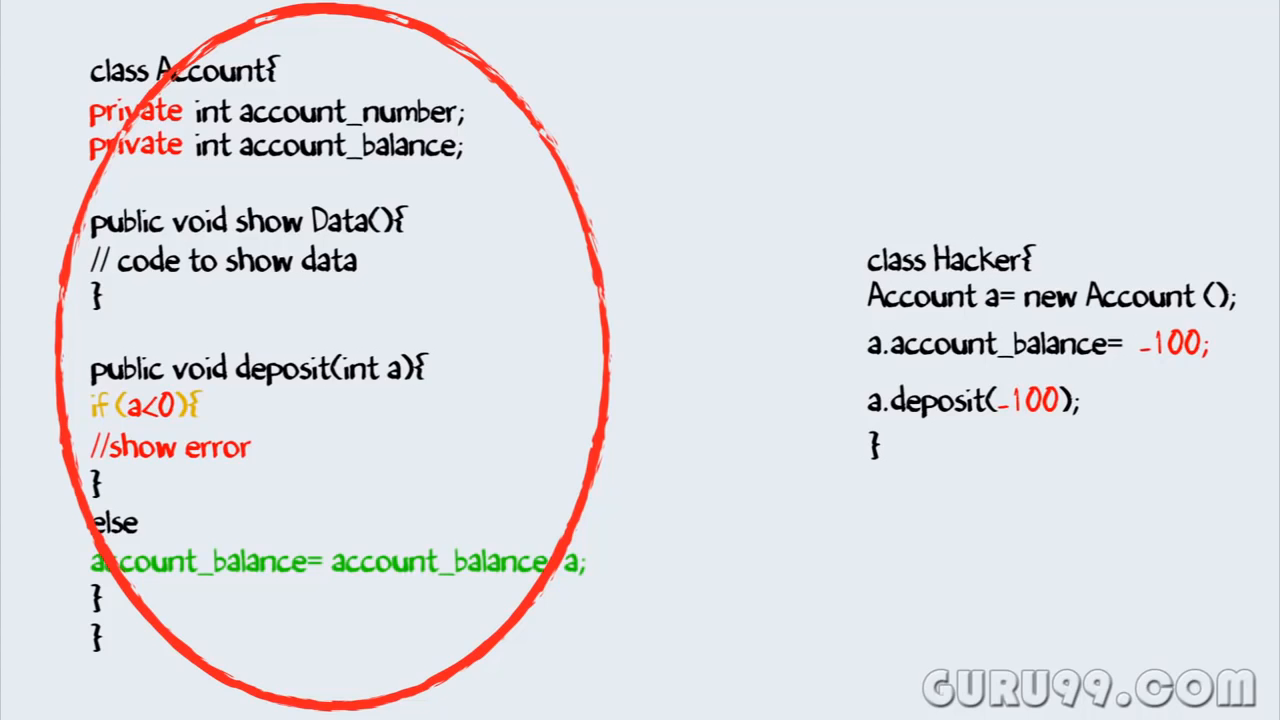 class Account{
private int account_number;
private int account_balance;
public void show Data(){
// code to show data
}
public void deposit(int a){
if (a<0){
//show error
}
else
account_balance= account_balance a;
}
}
class Hacker{
Account a= new Account ();
a.account_balance= -100;
a.deposit(-100);
}
GURU99.COM